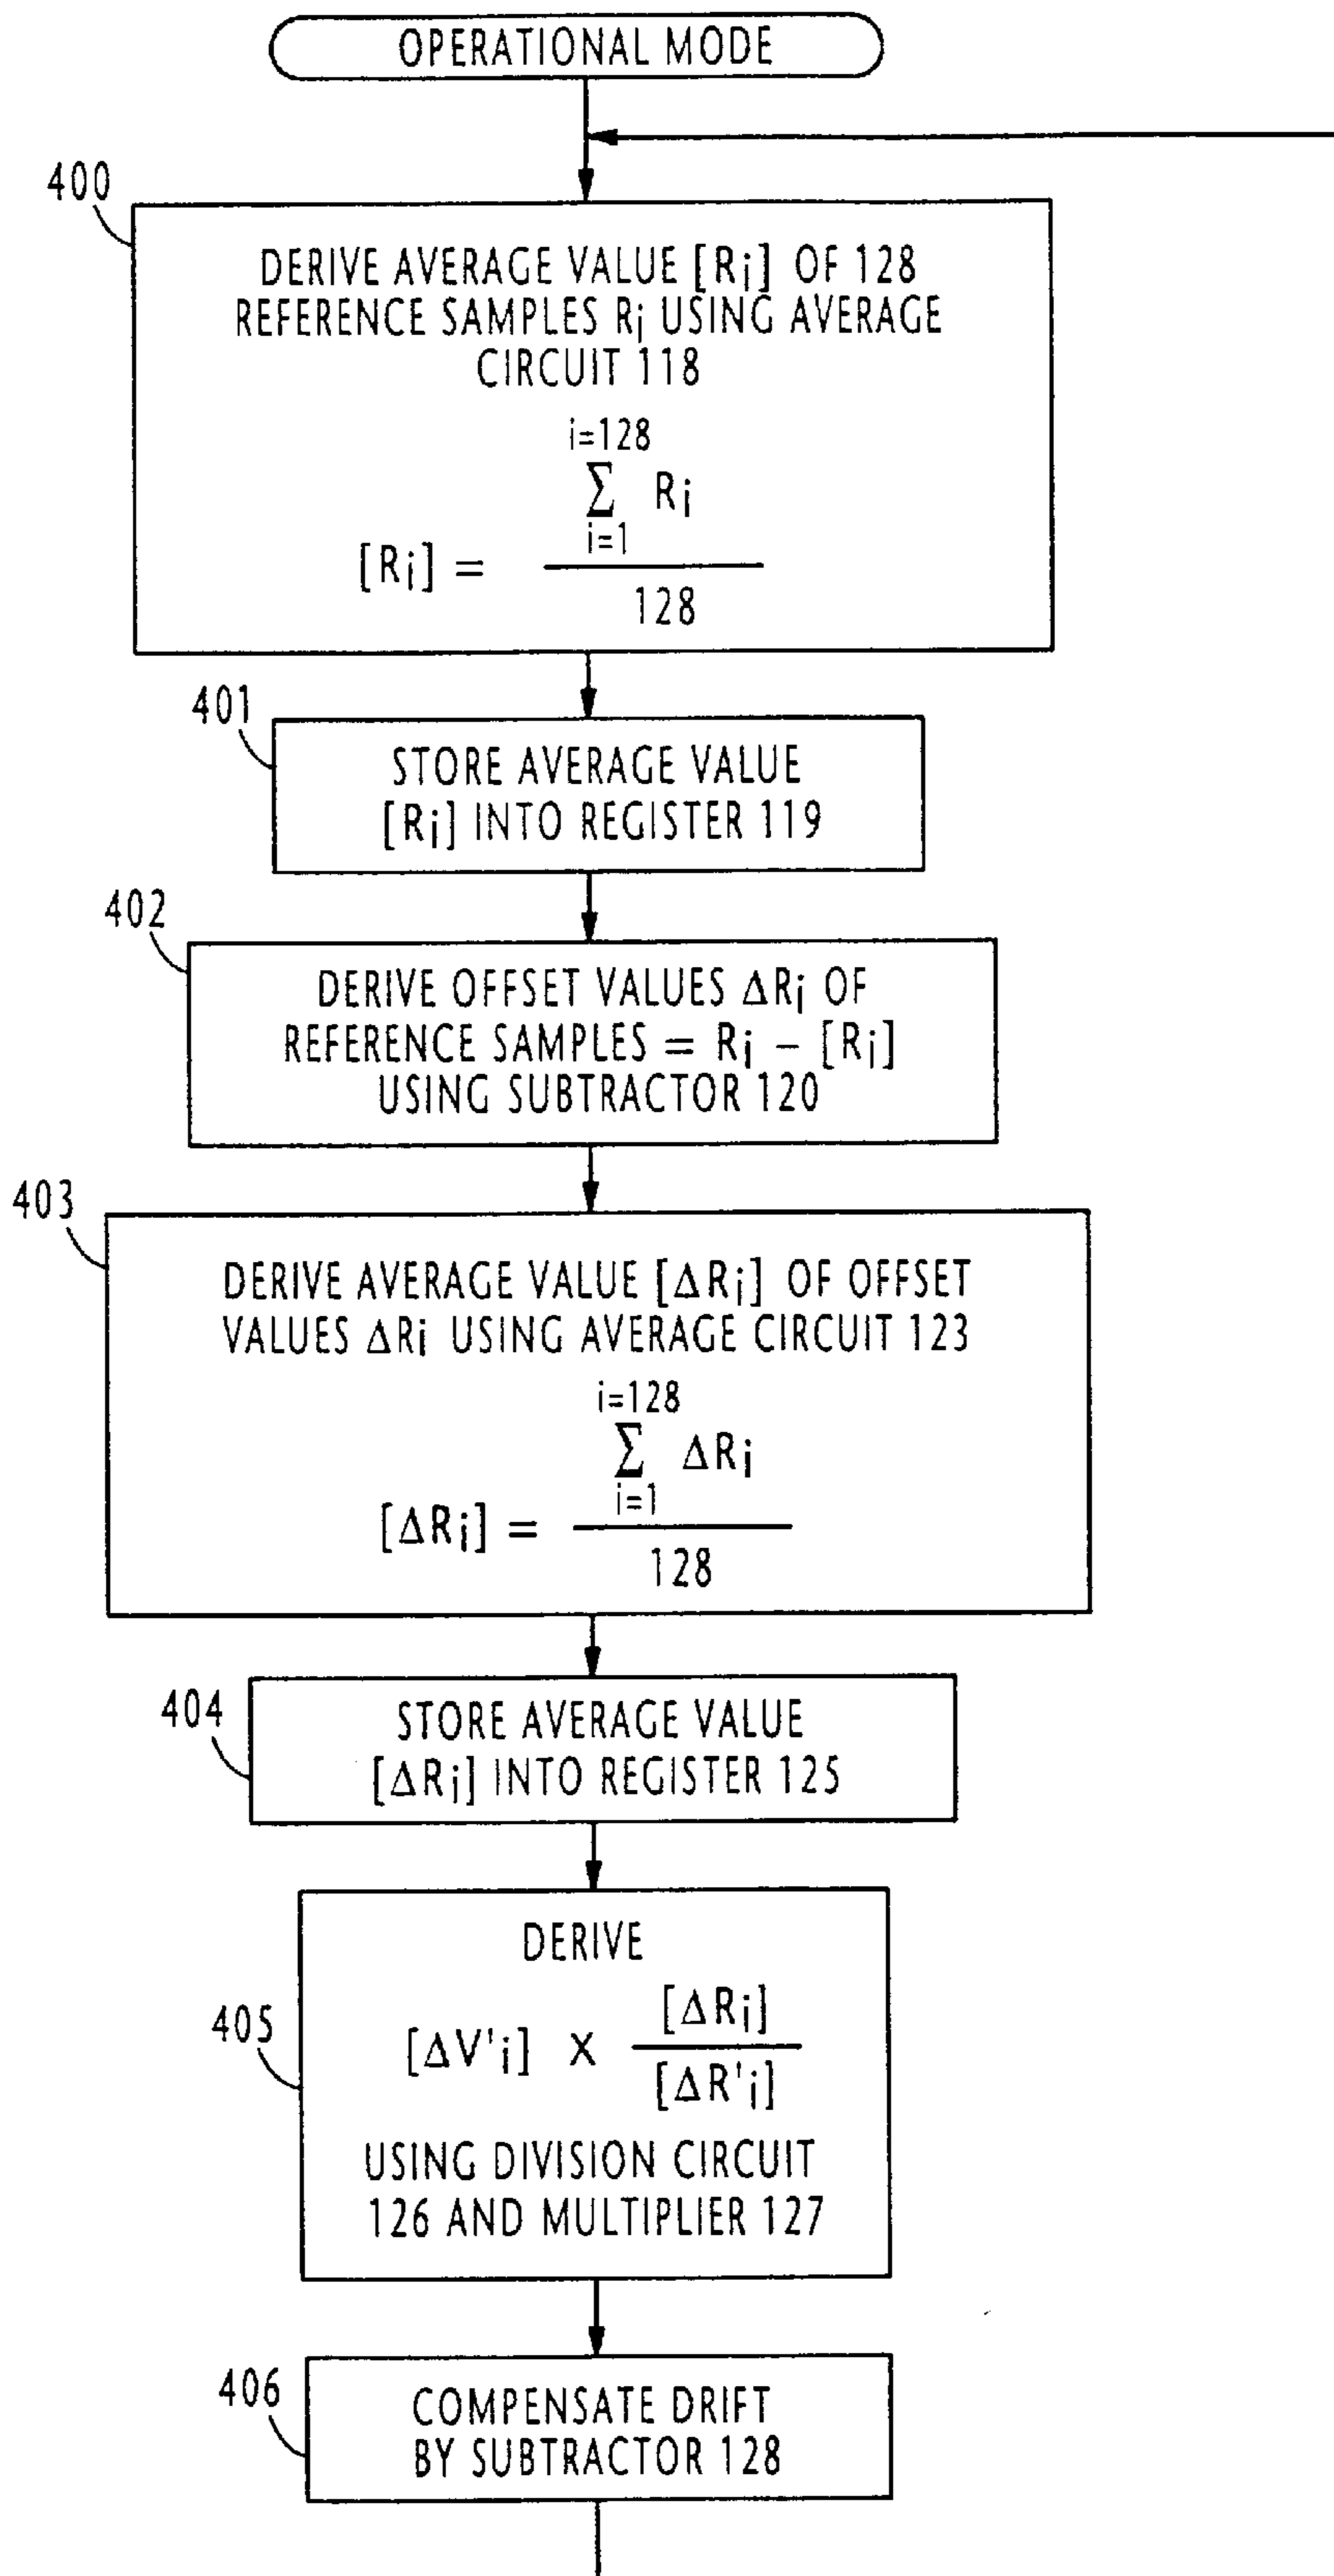 OPERATIONAL MODE
400
DERIVE AVERAGE VALUE [Ri] OF 128
REFERENCE SAMPLES Ri USING AVERAGE
CIRCUIT 118
i=128
Σ Ri
i=1
[Ri] =
128
401
STORE AVERAGE VALUE
[Ri] INTO REGISTER 119
402
DERIVE OFFSET VALUES ΔRi OF
REFERENCE SAMPLES = Ri − [Ri]
USING SUBTRACTOR 120
403
DERIVE AVERAGE VALUE [ΔRi] OF OFFSET
VALUES ΔRi USING AVERAGE CIRCUIT 123
i=128
Σ ΔRi
i=1
[ΔRi] =
128
404
STORE AVERAGE VALUE
[ΔRi] INTO REGISTER 125
405
DERIVE
[ΔRi]
[ΔV'i] X
[ΔR'i]
USING DIVISION CIRCUIT
126 AND MULTIPLIER 127
406
COMPENSATE DRIFT
BY SUBTRACTOR 128